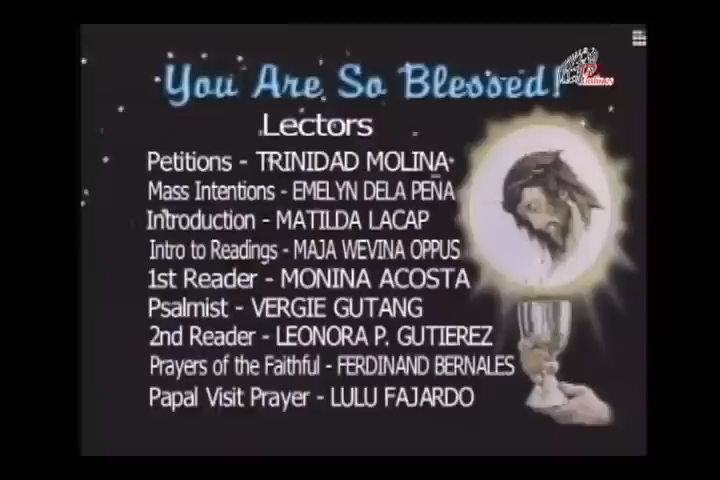 You Are So Blessed!
Lectors
Petitions - TRINIDAD MOLINA
Mass Intentions - EMELYN DELA PEÑA
Introduction - MATILDA LACAP
Intro to Readings - MAJA WEVINA OPPUS
1st Reader - MONINA ACOSTA
Psalmist - VERGIE GUTANG
2nd Reader - LEONORA P. GUTIEREZ
Prayers of the Faithful - FERDINAND BERNALES
Papal Visit Prayer - LULU FAJARDO